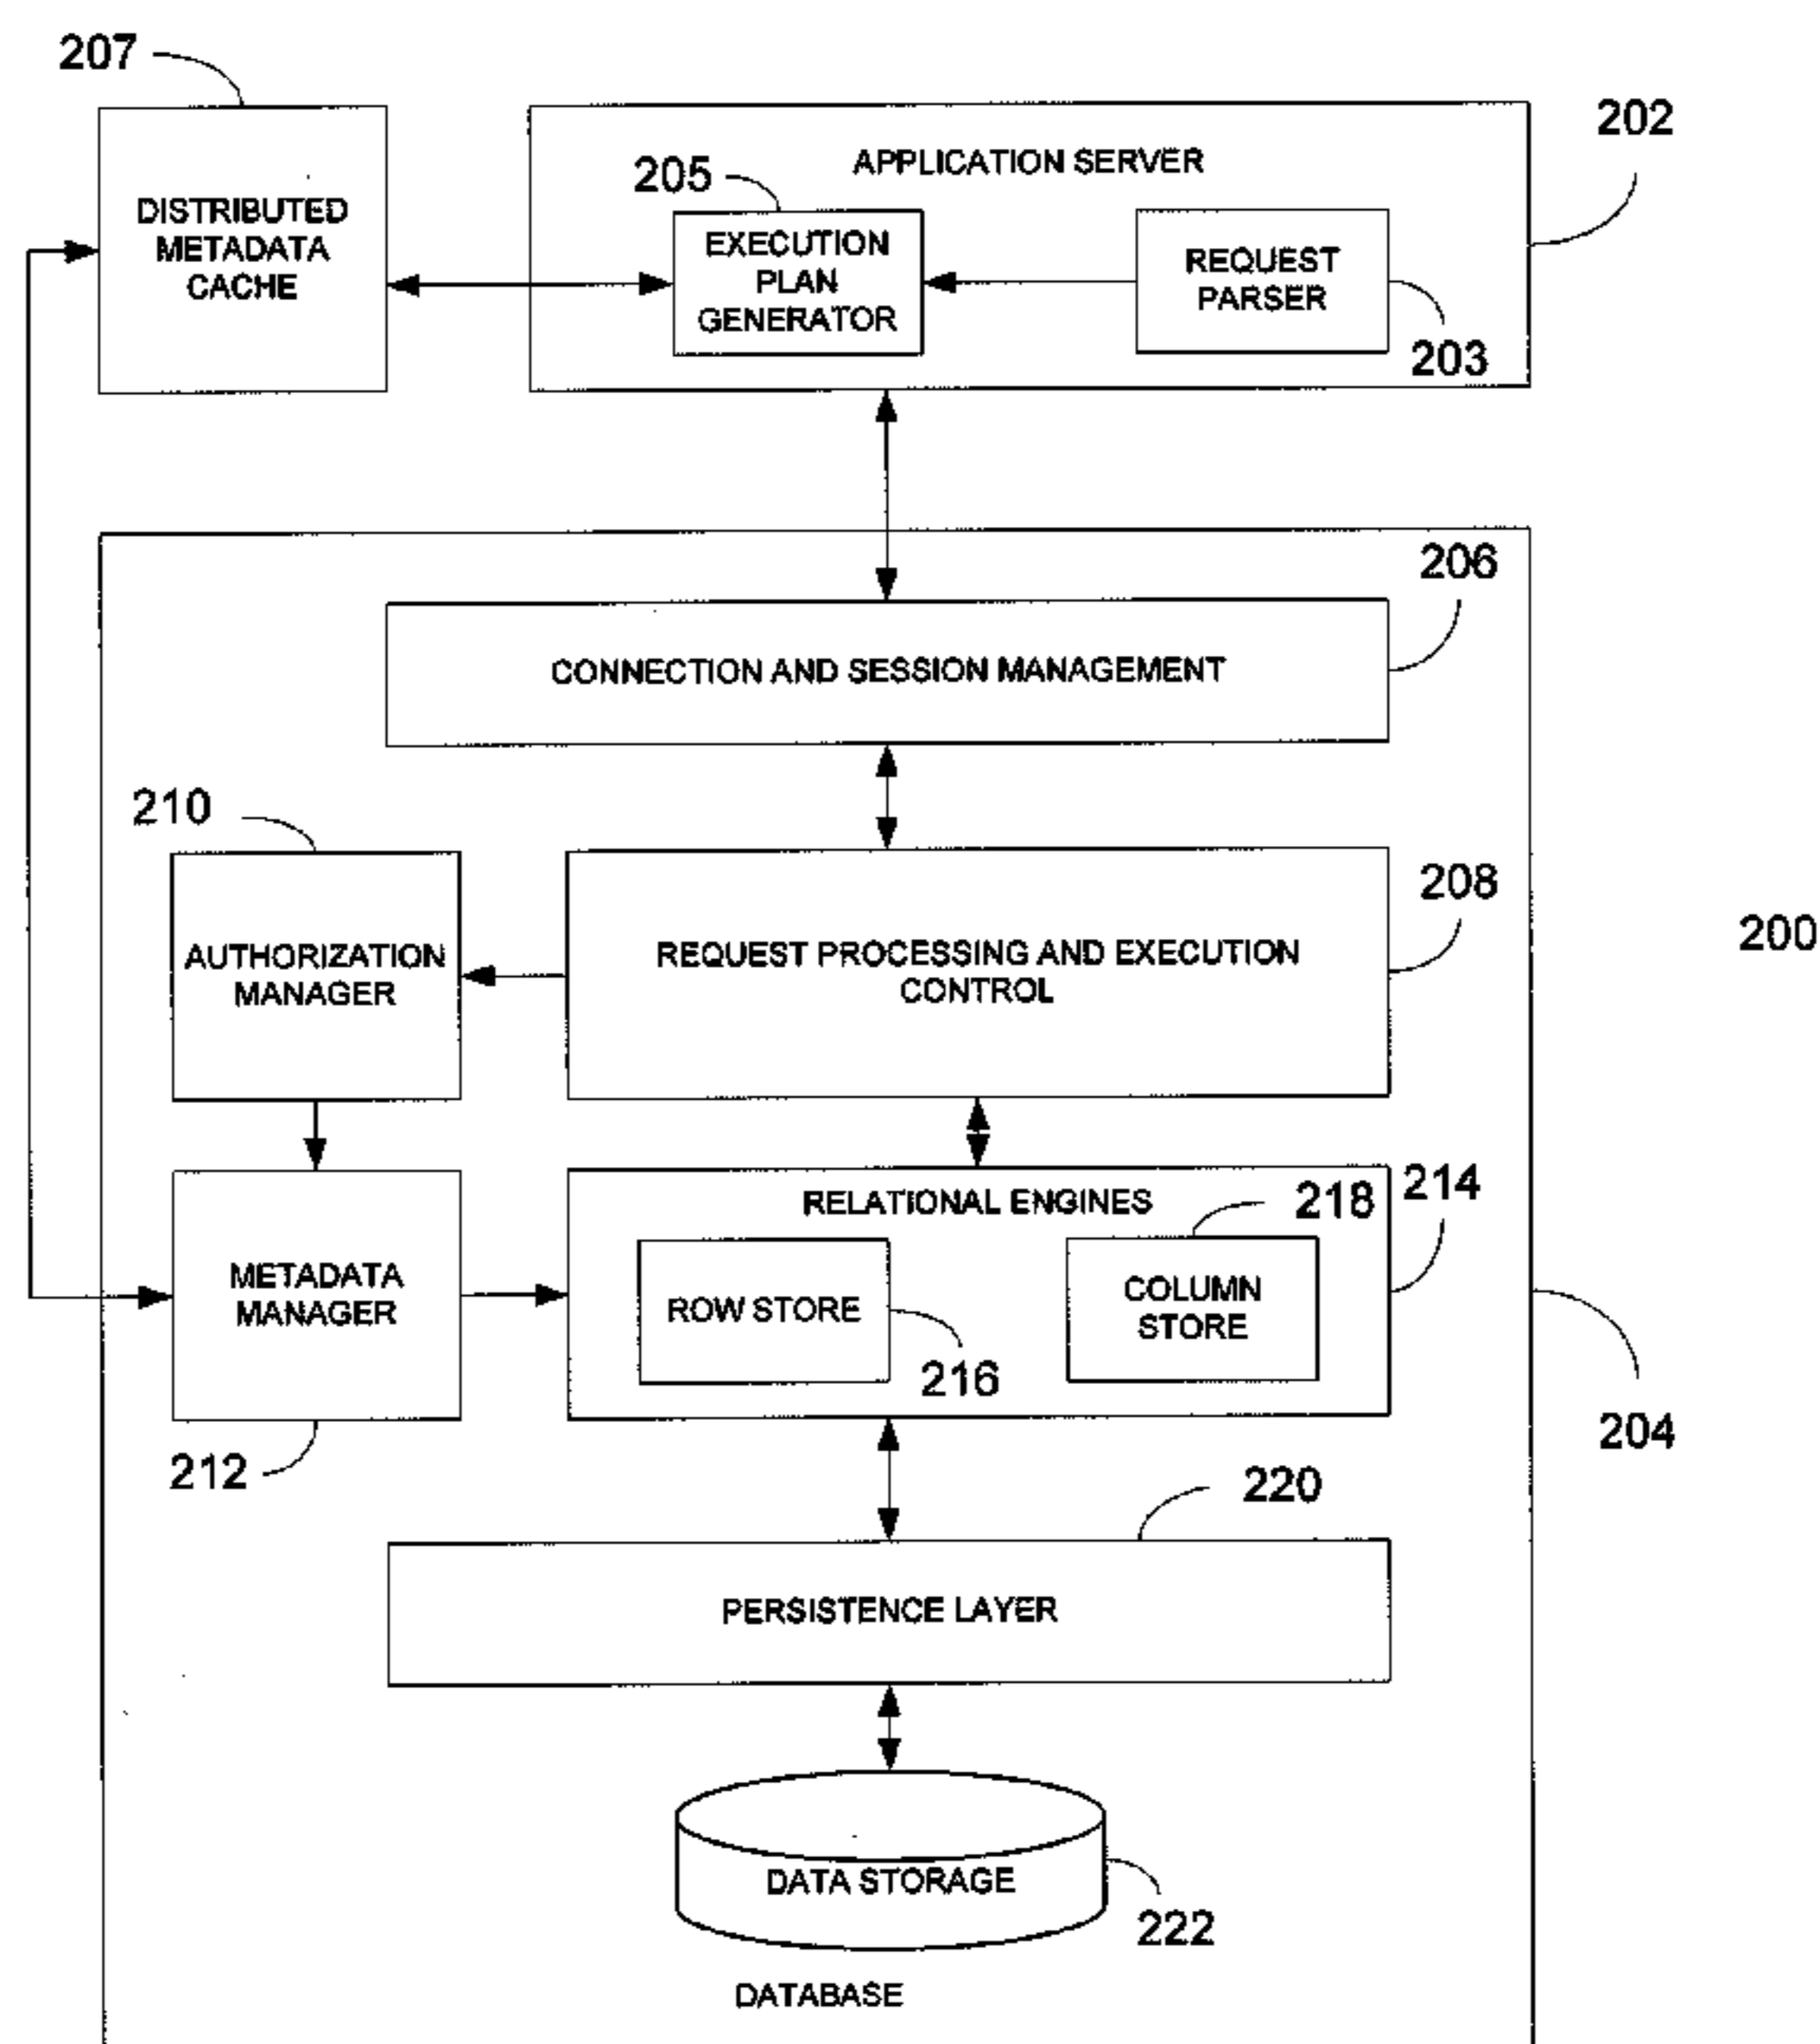 207
202
APPLICATION SERVER
205
DISTRIBUTED
METADATA
CACHE
EXECUTION
PLAN
GENERATOR
REQUEST
PARSER
203
206
CONNECTION AND SESSION MANAGEMENT
210
208
200
AUTHORIZATION
MANAGER
REQUEST PROCESSING AND EXECUTION
CONTROL
214
RELATIONAL ENGINES
218
METADATA
MANAGER
ROW STORE
COLUMN
STORE
216
204
212
220
PERSISTENCE LAYER
DATA STORAGE
222
DATABASE